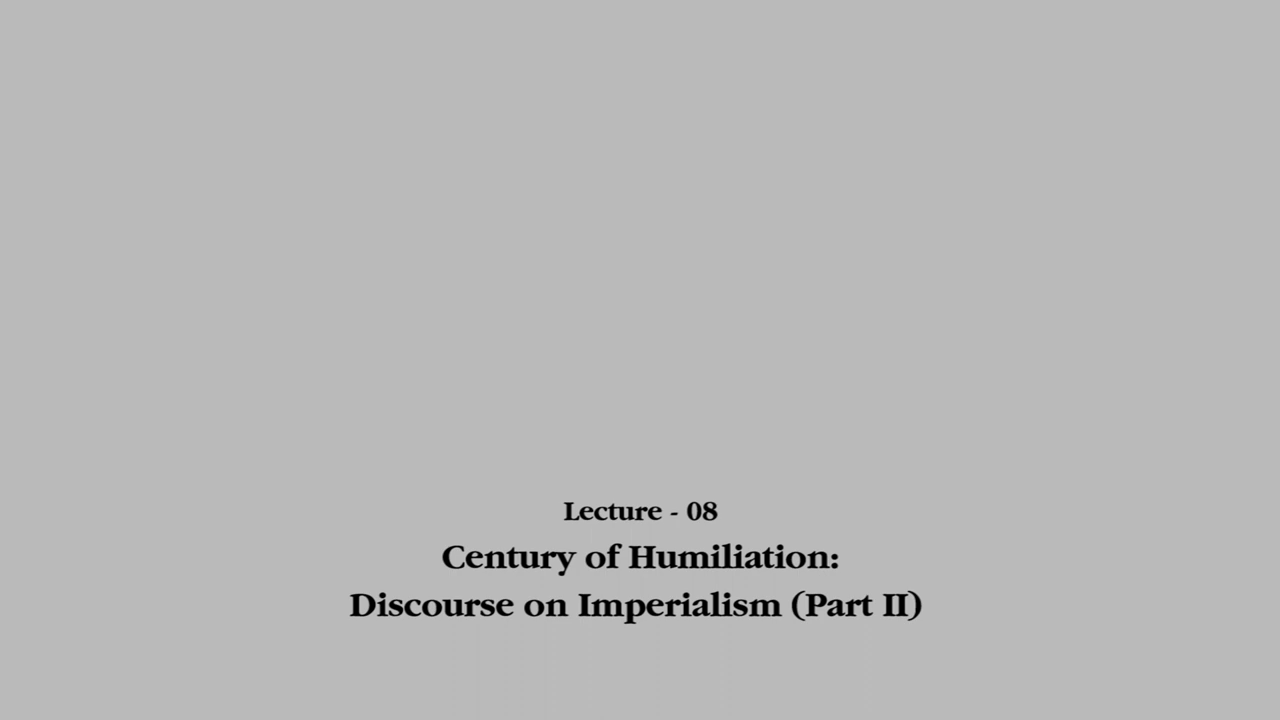 Lecture - 08
Century of Humiliation:
Discourse on Imperialism (Part II)